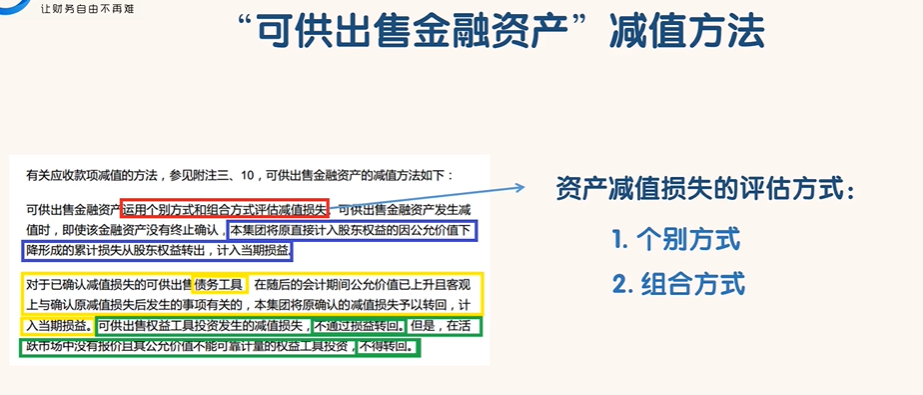 让财务自由不再难
“可供出售金融资产”减值方法
有关应收款项减值的方法，参见附注三、10，可供出售金融资产的减值方法如下：
可供出售金融资产运用个别方式和组合方式评估减值损失。可供出售金融资产发生减
值时，即使该金融资产没有终止确认，本集团将原直接计入股东权益的因公允价值下
降形成的累计损失从股东权益转出，计入当期损益。
对于已确认减值损失的可供出售债务工具，在随后的会计期间公允价值已上升且客观
上与确认原减值损失后发生的事项有关的，本集团将原确认的减值损失予以转回，计
入当期损益。可供出售权益工具投资发生的减值损失，不通过损益转回。但是，在活
跃市场中没有报价且其公允价值不能可靠计量的权益工具投资，不得转回。
资产减值损失的评估方式：
1. 个别方式
2. 组合方式